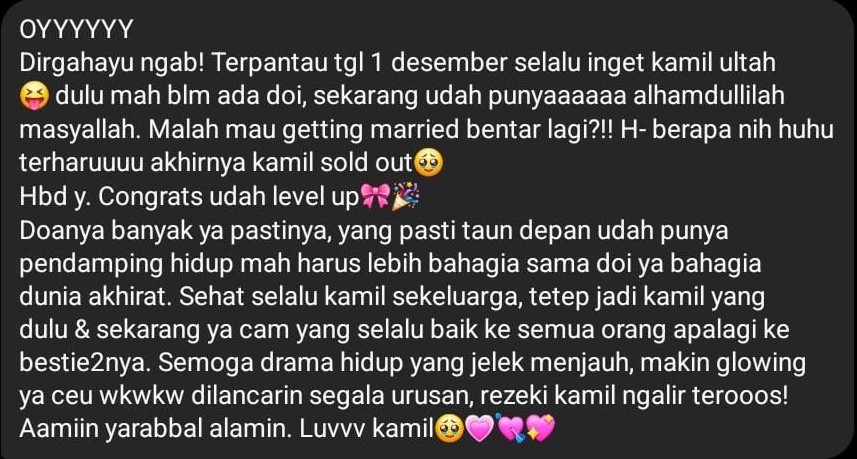 OYYYYYY
Dirgahayu ngab! Terpantau tgl 1 desember selalu inget kamil ultah
😝 dulu mah blm ada doi, sekarang udah punyaaaaaa alhamdullilah
masyallah. Malah mau getting married bentar lagi?!! H- berapa nih huhu
terharuuuu akhirnya kamil sold out🥹
Hbd y. Congrats udah level up🎀🎉
Doanya banyak ya pastinya, yang pasti taun depan udah punya
pendamping hidup mah harus lebih bahagia sama doi ya bahagia
dunia akhirat. Sehat selalu kamil sekeluarga, tetep jadi kamil yang
dulu & sekarang ya cam yang selalu baik ke semua orang apalagi ke
bestie2nya. Semoga drama hidup yang jelek menjauh, makin glowing
ya ceu wkwkw dilancarin segala urusan, rezeki kamil ngalir terooos!
Aamiin yarabbal alamin. Luvvv kamil🥹💗💘💖